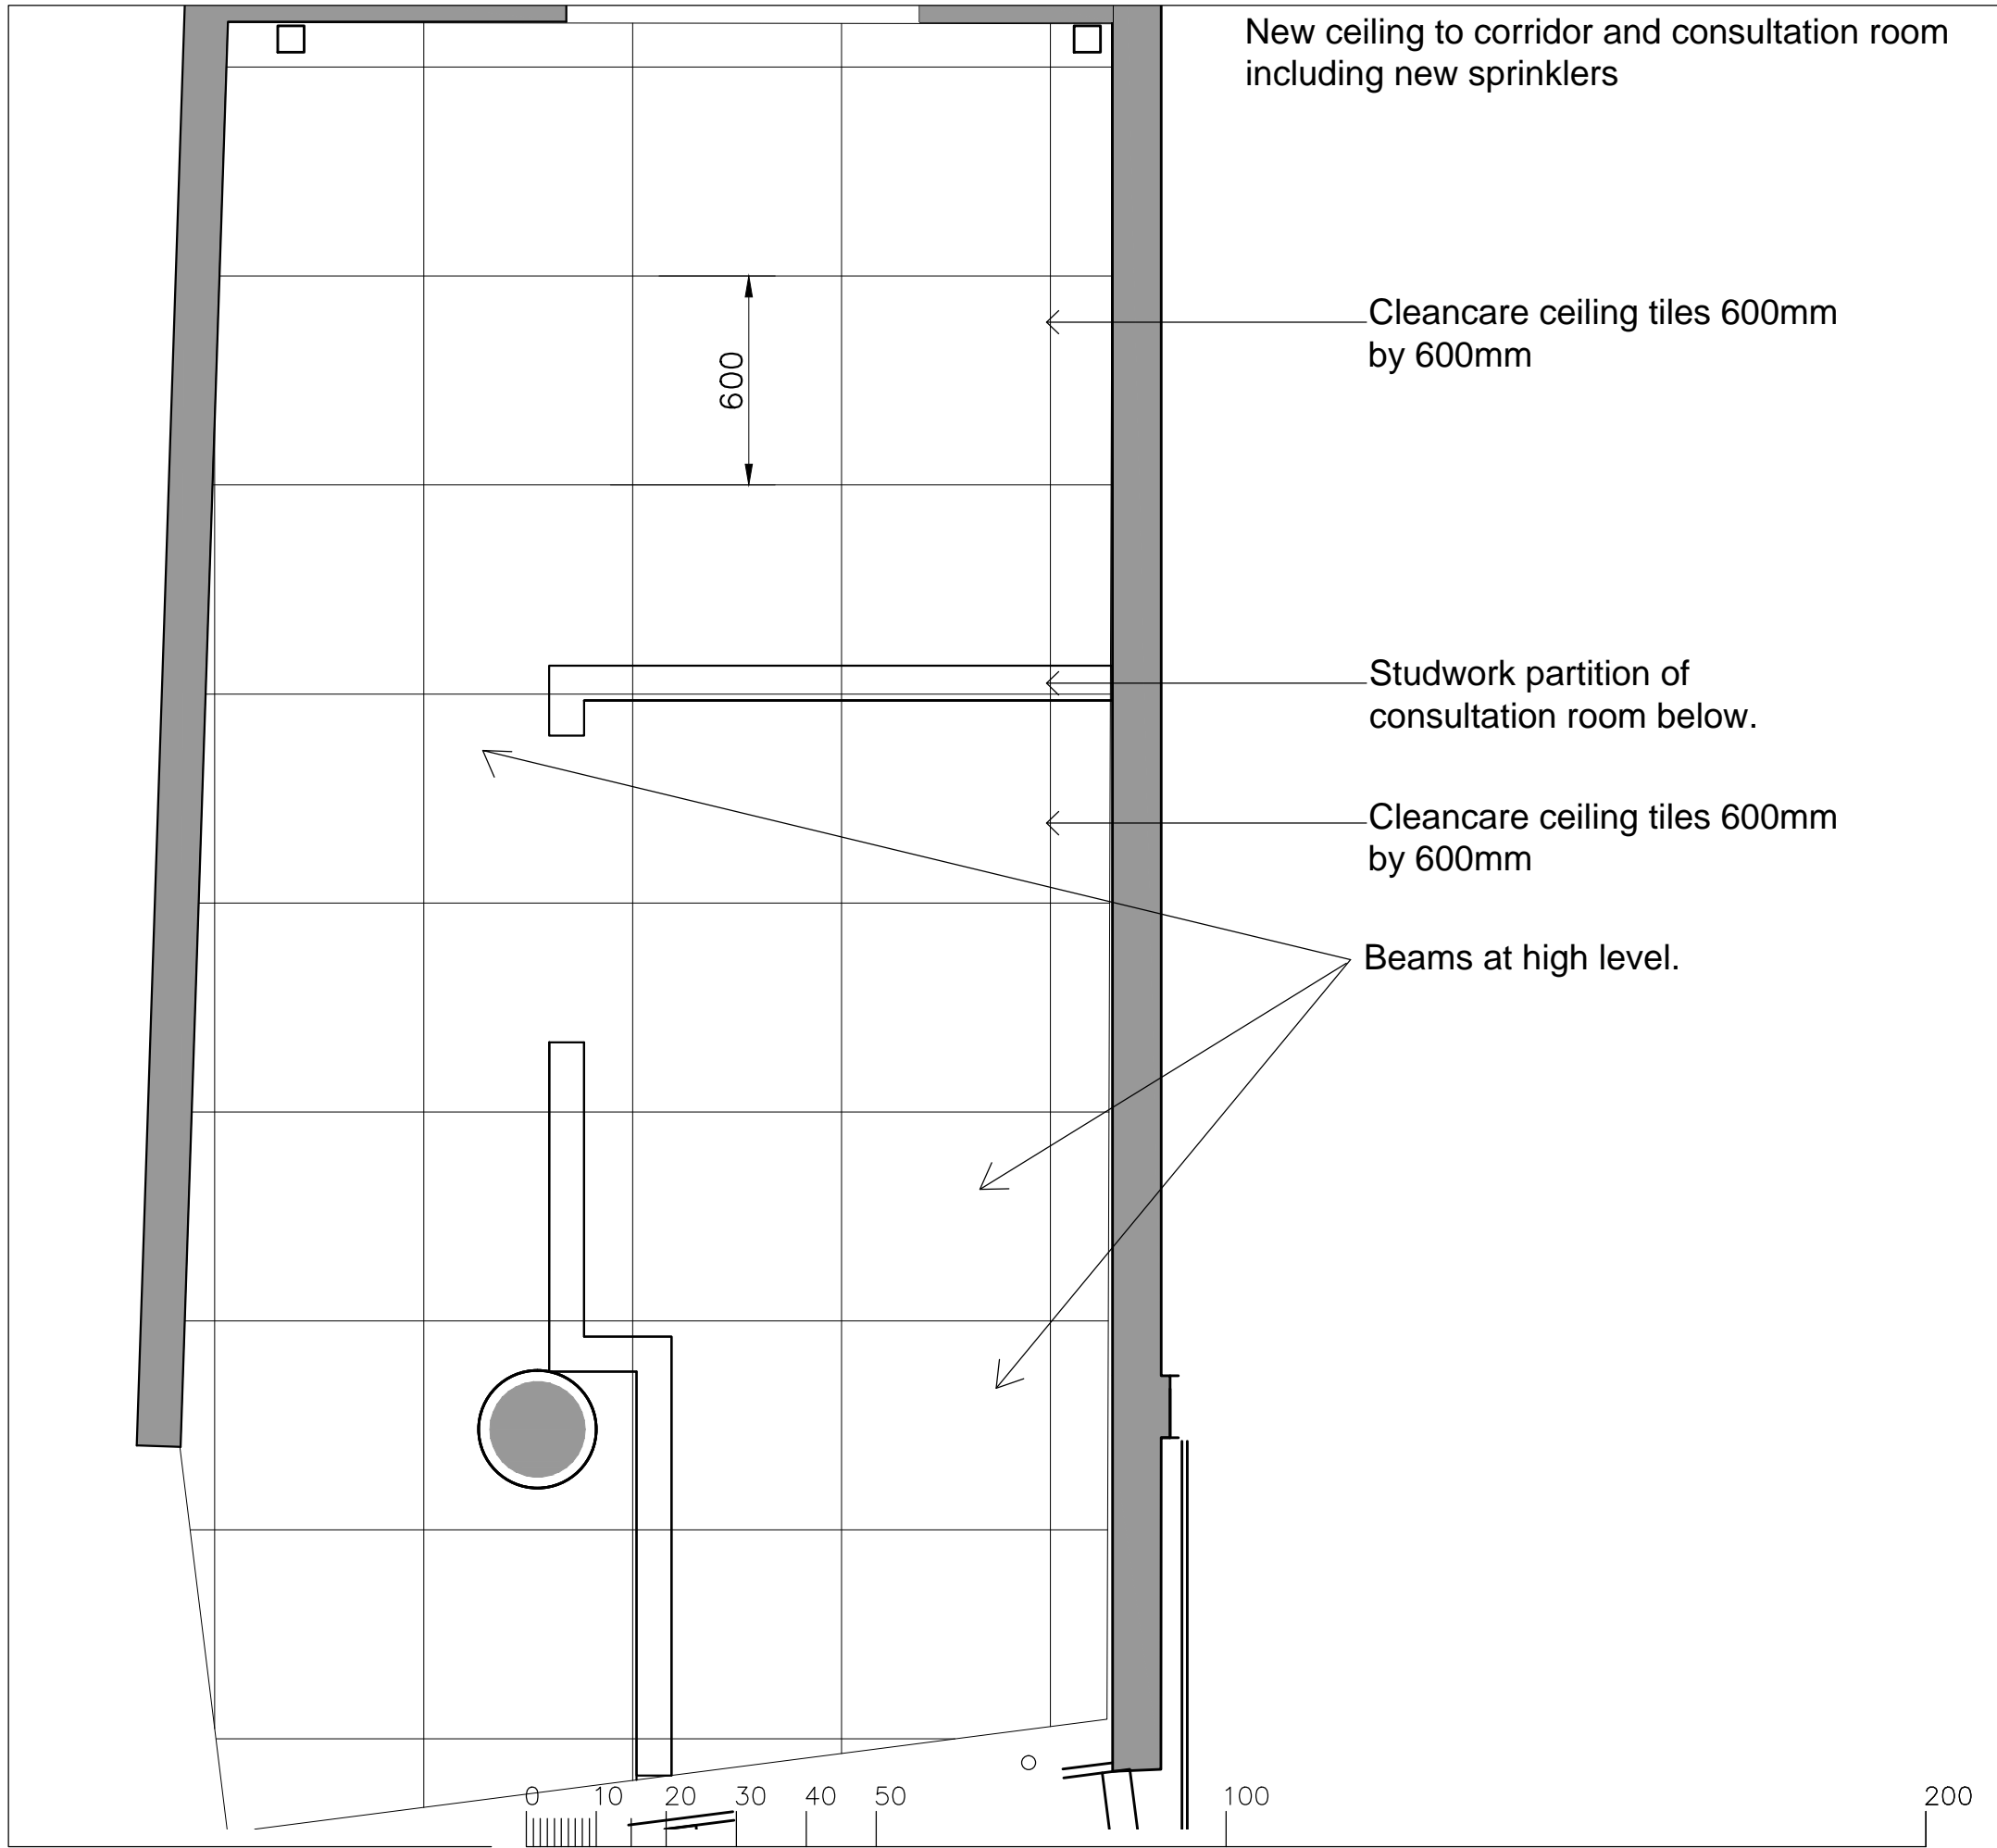 New ceiling to corridor and consultation room
including new sprinklers
Cleancare ceiling tiles 600mm
by 600mm
600
Studwork partition of
consultation room below.
Cleancare ceiling tiles 600mm
by 600mm
Beams at high level.
0 10 20 30 40 50 100 200